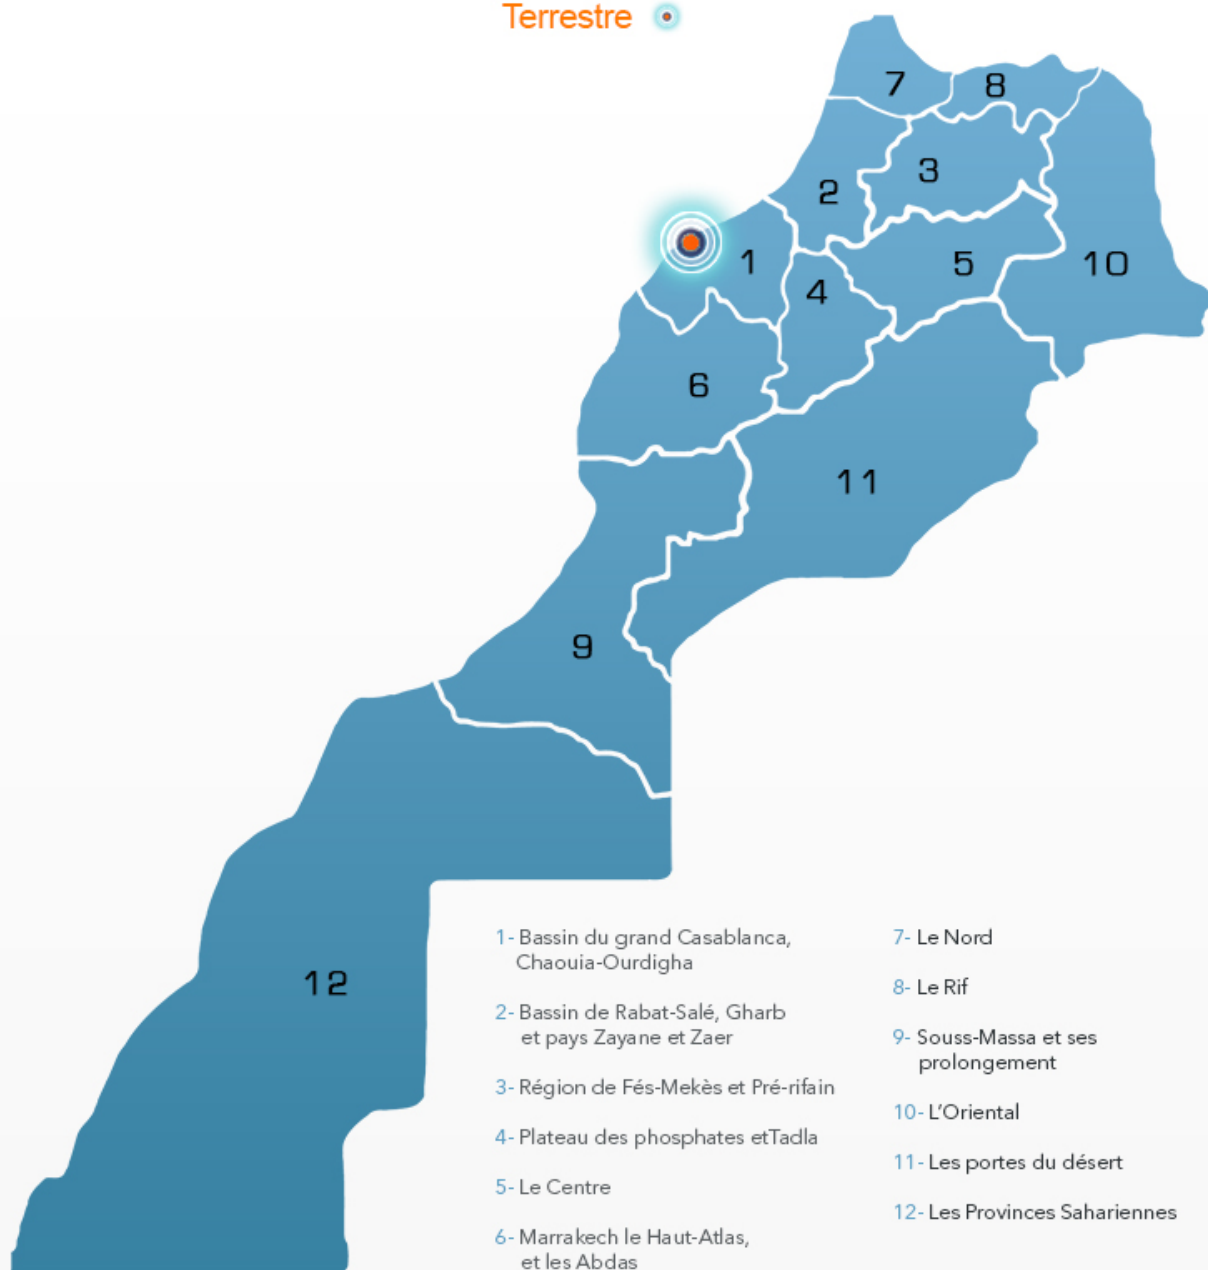 Terrestre
7
8
3
2
1
5
10
4
6
11
9
12
1- Bassin du grand Casablanca,
Chaouia-Ourdigha
2- Bassin de Rabat-Salé, Gharb
et pays Zayane et Zaer
3- Région de Fés-Mekès et Pré-rifain
4- Plateau des phosphates etTadla
5- Le Centre
6- Marrakech le Haut-Atlas,
et les Abdas
7- Le Nord
8- Le Rif
9- Souss-Massa et ses
prolongement
10- L'Oriental
11- Les portes du désert
12- Les Provinces Sahariennes